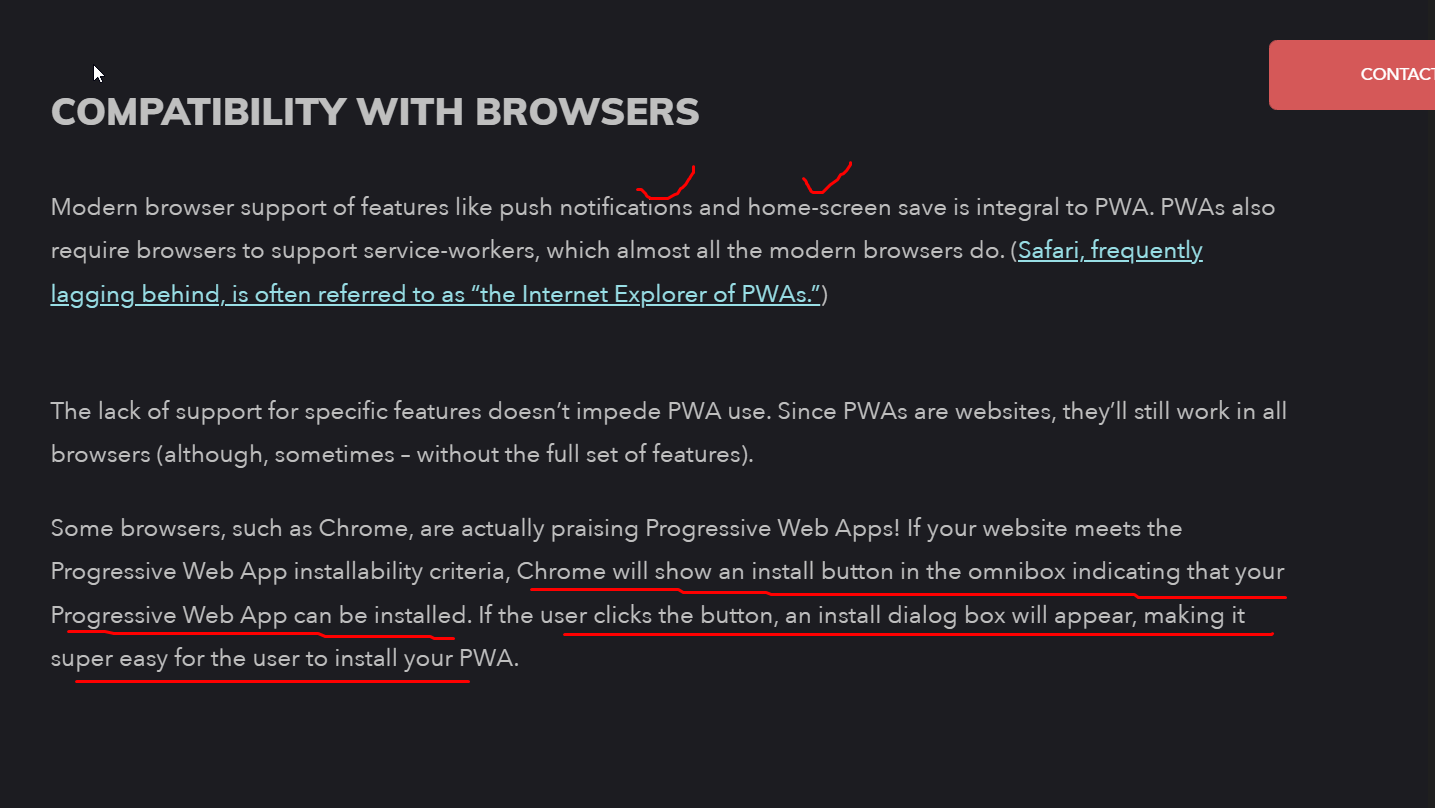 CONTACT
COMPATIBILITY WITH BROWSERS
Modern browser support of features like push notifications and home-screen save is integral to PWA. PWAs also
require browsers to support service-workers, which almost all the modern browsers do. (Safari, frequently
lagging behind, is often referred to as “the Internet Explorer of PWAs.”)
The lack of support for specific features doesn’t impede PWA use. Since PWAs are websites, they’ll still work in all
browsers (although, sometimes – without the full set of features).
Some browsers, such as Chrome, are actually praising Progressive Web Apps! If your website meets the
Progressive Web App installability criteria, Chrome will show an install button in the omnibox indicating that your
Progressive Web App can be installed. If the user clicks the button, an install dialog box will appear, making it
super easy for the user to install your PWA.